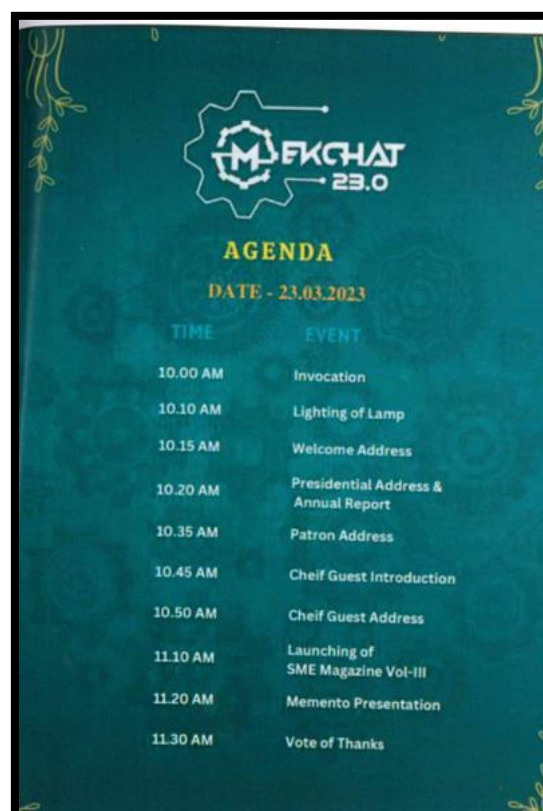 MEKCHAT
23.0
AGENDA
DATE - 23.03.2023
TIME EVENT
10.00 AM Invocation
10.10 AM Lighting of Lamp
10.15 AM Welcome Address
10.20 AM Presidential Address &
Annual Report
10.35 AM Patron Address
10.45 AM Cheif Guest Introduction
10.50 AM Cheif Guest Address
11.10 AM Launching of
SME Magazine Vol-III
11.20 AM Memento Presentation
11.30 AM Vote of Thanks